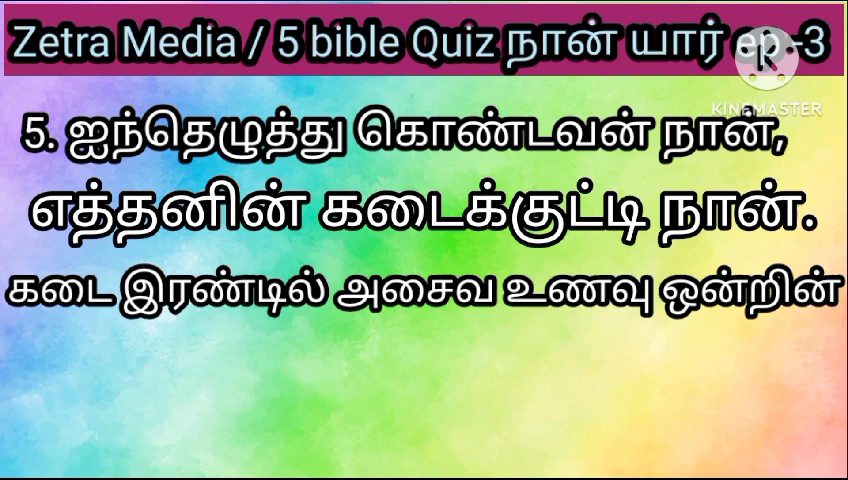 Zetra Media / 5 bible Quiz நான் யார் ep -3
KINEMASTER
5. ஐந்தெழுத்து கொண்டவன் நான்,
எத்தனின் கடைக்குட்டி நான்.
கடை இரண்டில் அசைவ உணவு ஒன்றின்